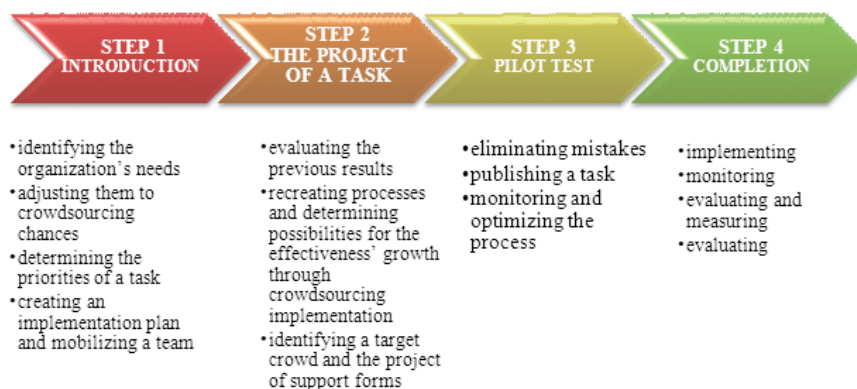 STEP 1
INTRODUCTION
STEP 2
THE PROJECT
OF A TASK
STEP 3
PILOT TEST
STEP 4
COMPLETION
•identifying the
organization's needs
•adjusting them to
crowdsourcing
chances
•determining the
priorities of a task
•creating an
implementation plan
and mobilizing a team
•evaluating the
previous results
•recreating processes
and determining
possibilities for the
effectiveness' growth
through
crowdsourcing
implementation
•identifying a target
crowd and the project
of support forms
•eliminating mistakes
•publishing a task
•monitoring and
optimizing the
process
•implementing
•monitoring
•evaluating and
measuring
•evaluating